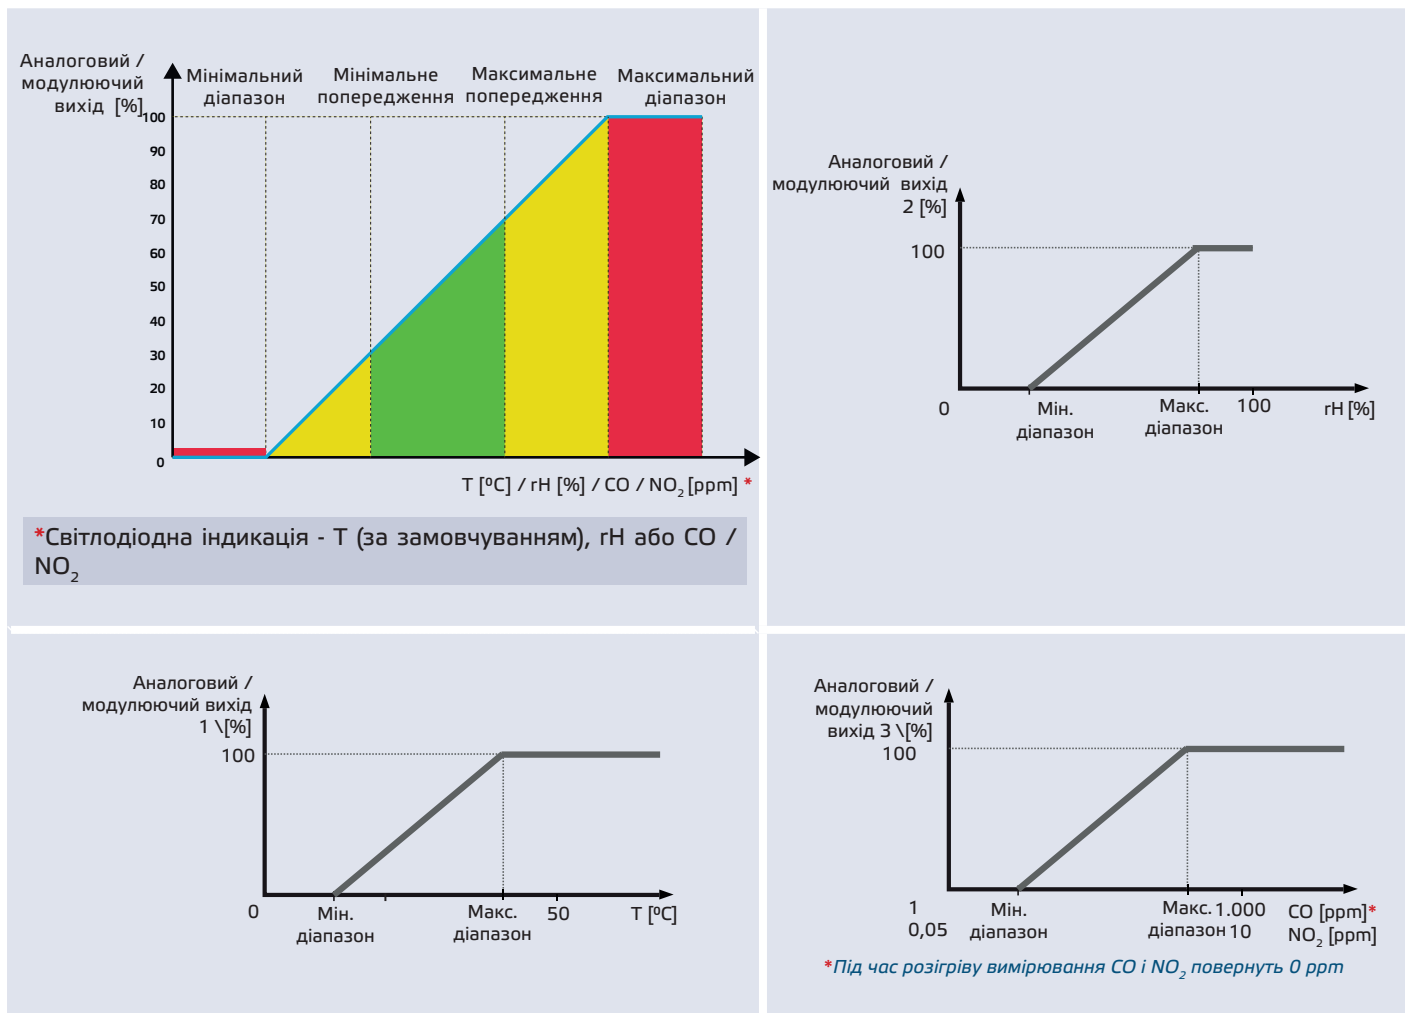 Аналоговий /
модулюючий
вихід [%]
Мінімальний
діапазон
Мінімальне
попередження
Максимальне
попередження
Максимальний
діапазон
100
90
80
70
60
50
40
30
20
10
0
T [⁰C] / rH [%] / CO / NO₂ [ppm] *
*Світлодіодна індикація - T (за замовчуванням), rH або CO /
NO₂
Аналоговий /
модулюючий вихід
2 [%]
100
0
Мін.
діапазон
Макс.
діапазон
100
rH [%]
Аналоговий /
модулюючий вихід
1 \[%]
100
0
Мін.
діапазон
Макс.
діапазон
50
T [⁰C]
Аналоговий /
модулюючий
вихід 3 \[%]
100
1
0,05
Мін.
діапазон
Макс.
діапазон
1.000
10
CO [ppm]*
NO₂ [ppm]
*Під час розігріву вимірювання CO і NO₂ повернуть 0 ppm